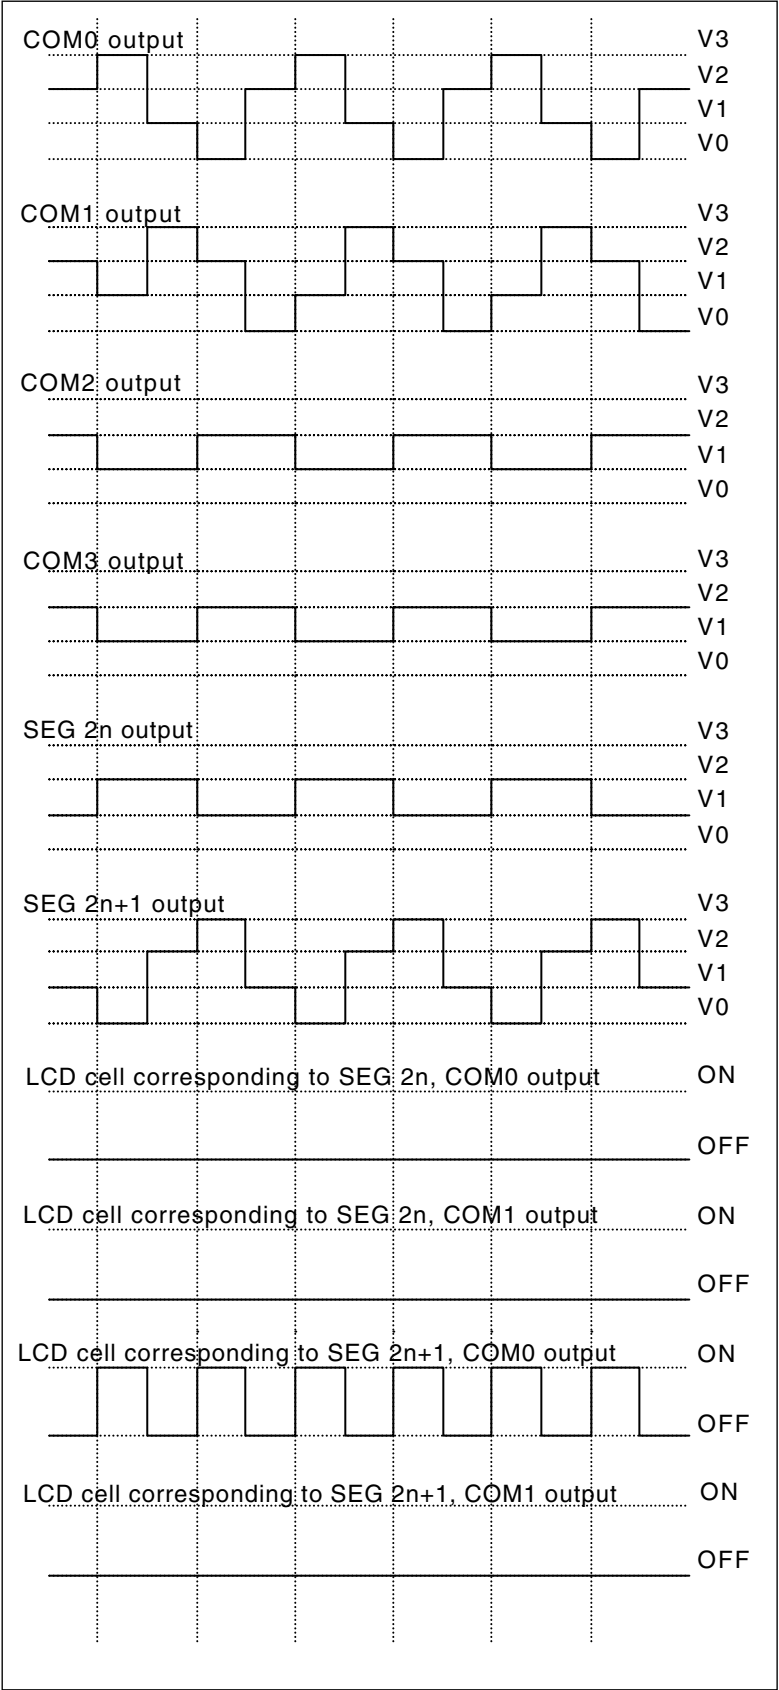 COM0 output V3
V2
V1
V0
COM1 output V3
V2
V1
V0
COM2 output V3
V2
V1
V0
COM3 output V3
V2
V1
V0
SEG 2n output V3
V2
V1
V0
SEG 2n+1 output V3
V2
V1
V0
LCD cell corresponding to SEG 2n, COM0 output ON
OFF
LCD cell corresponding to SEG 2n, COM1 output ON
OFF
LCD cell corresponding to SEG 2n+1, COM0 output ON
OFF
LCD cell corresponding to SEG 2n+1, COM1 output ON
OFF